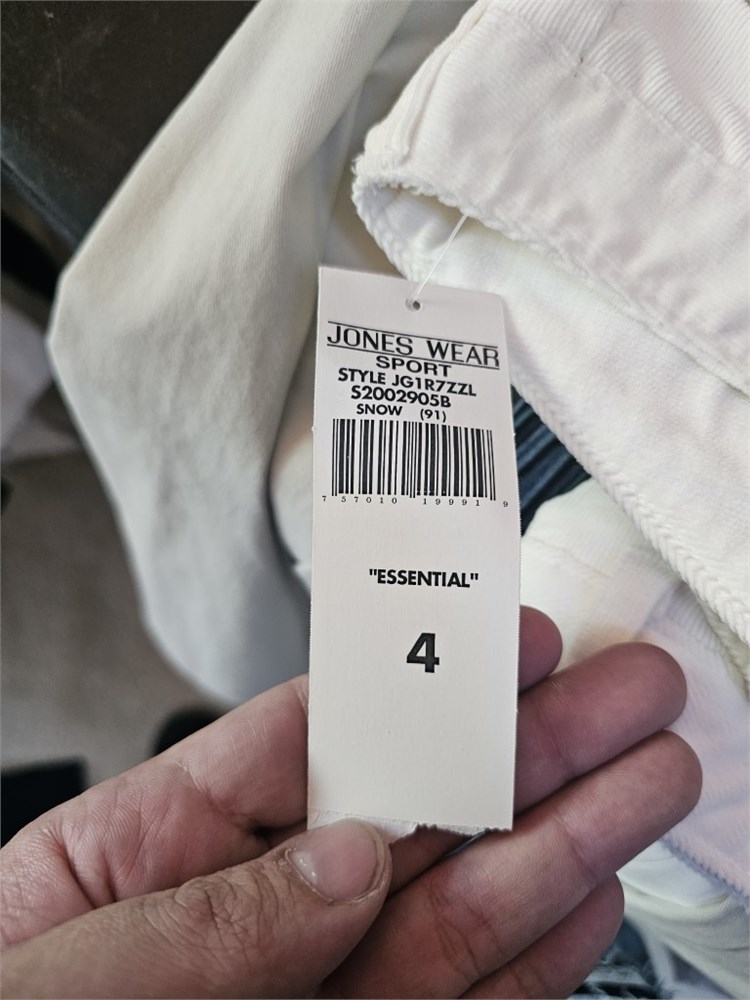 JONES WEAR
SPORT
STYLE JG1R7ZZL
S2002905B
SNOW (91)
7 57010 19991 9
"ESSENTIAL"
4